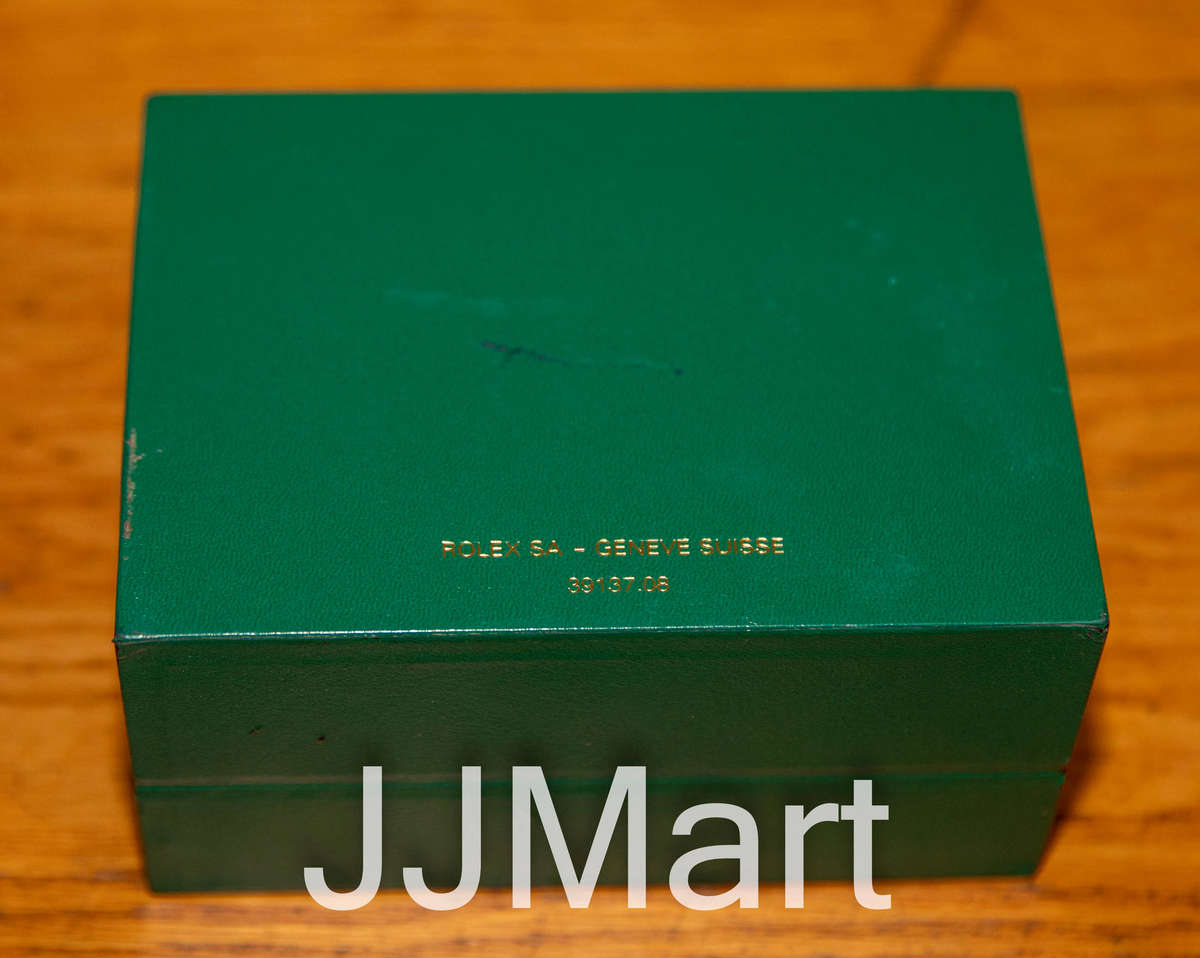 ROLEX SA - GENEVE SUISSE
39137.08
JJMart